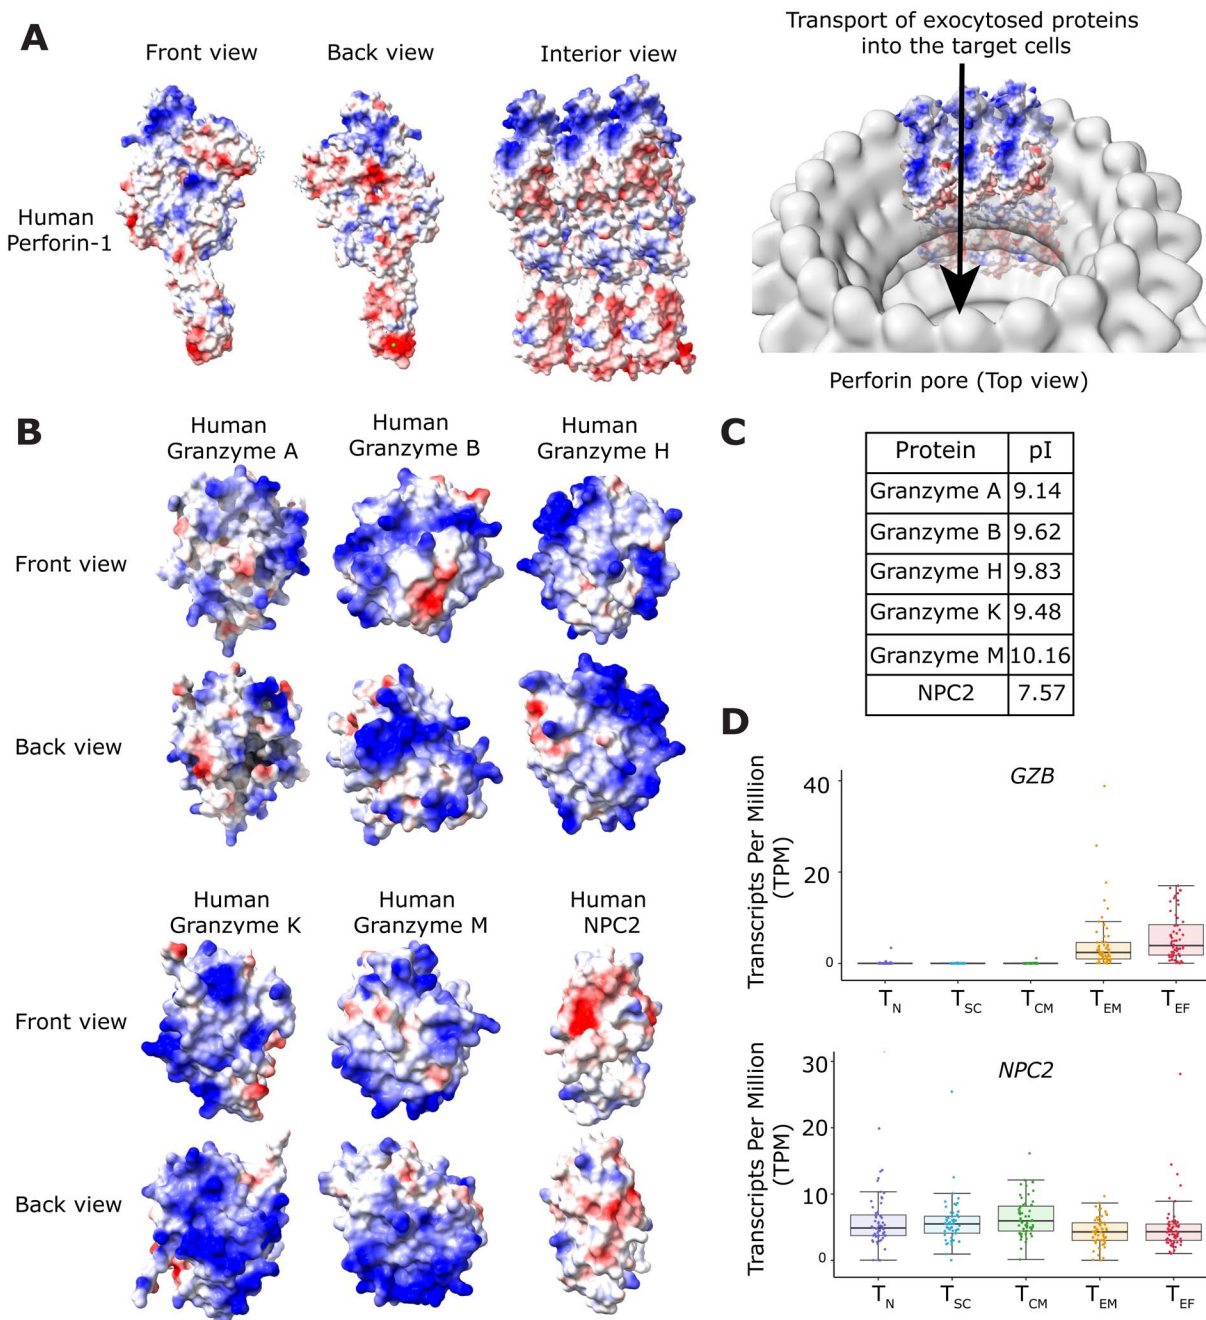 A
Front view
Back view
Interior view
Transport of exocytosed proteins
into the target cells
Human
Perforin-1
Perforin pore (Top view)
B
Human
Granzyme A
Human
Granzyme B
Human
Granzyme H
Front view
Back view
Human
Granzyme K
Human
Granzyme M
Human
NPC2
Front view
Back view
C
Protein pI
Granzyme A 9.14
Granzyme B 9.62
Granzyme H 9.83
Granzyme K 9.48
Granzyme M 10.16
NPC2 7.57
D
GZB
Transcripts Per Million
(TPM)
40
20
0
TN TSC TCM TEM TEF
NPC2
Transcripts Per Million
(TPM)
30
20
10
0
TN TSC TCM TEM TEF